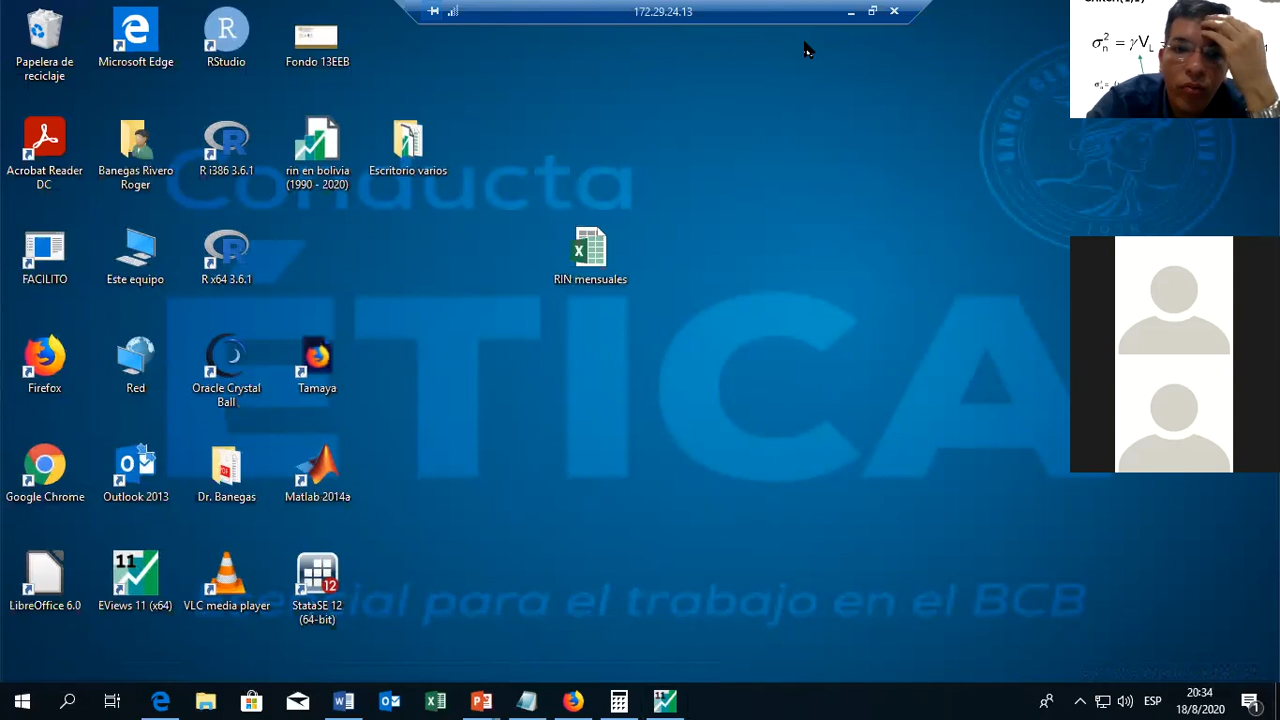 172.29.24.13
Papelera de
reciclaje
Microsoft Edge
RStudio
Fondo 13EEB
Acrobat Reader
DC
Banegas Rivero
Roger
R i386 3.6.1
rin en bolivia
(1990 - 2020)
Escritorio varios
FACILITO
Este equipo
R x64 3.6.1
RIN mensuales
Firefox
Red
Oracle Crystal
Ball
Tamaya
Google Chrome
Outlook 2013
Dr. Banegas
Matlab 2014a
LibreOffice 6.0
EViews 11 (x64)
VLC media player
StataSE 12
(64-bit)
11
12
Conducta
ÉTICA
para el trabajo en el BCB
σ²n = γVL
ESP
20:34
18/8/2020
1